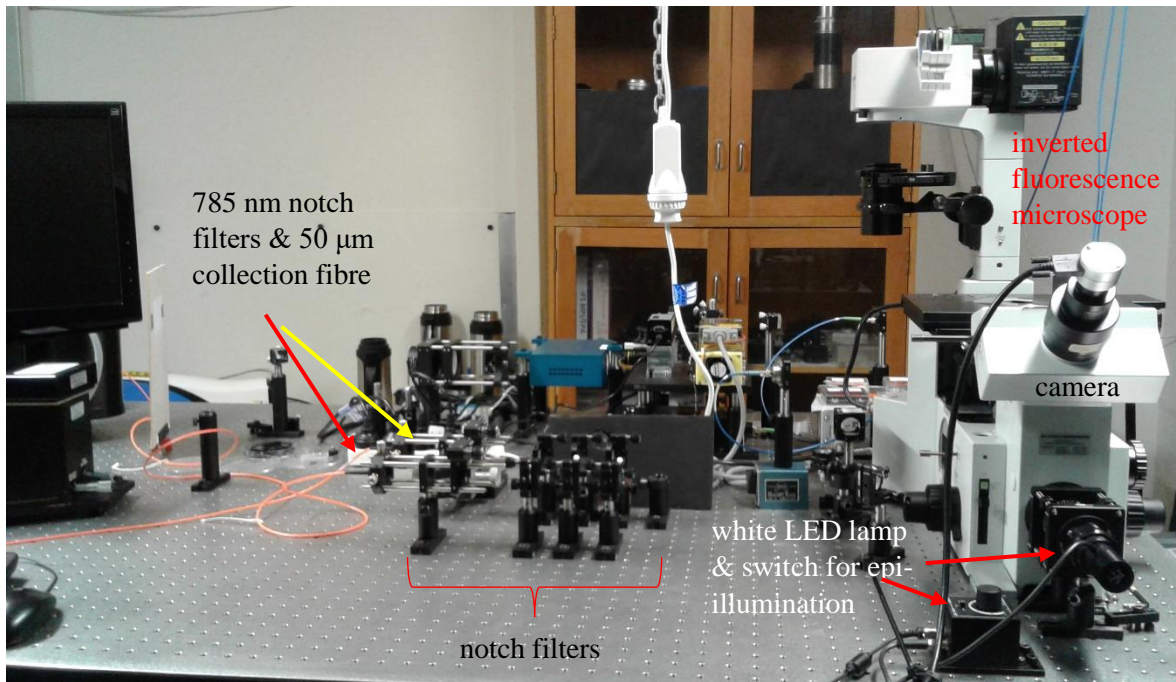 CAUTION
inverted
fluorescence
microscope
785 nm notch
filters & 50 μm
collection fibre
camera
white LED lamp
& switch for epi-
illumination
notch filters